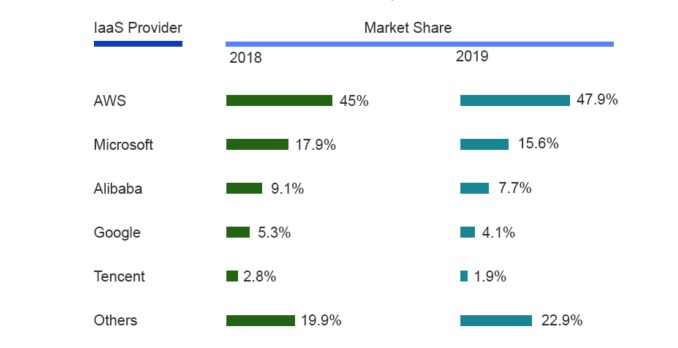 IaaS Provider Market Share
2018 2019
AWS 45% 47.9%
Microsoft 17.9% 15.6%
Alibaba 9.1% 7.7%
Google 5.3% 4.1%
Tencent 2.8% 1.9%
Others 19.9% 22.9%